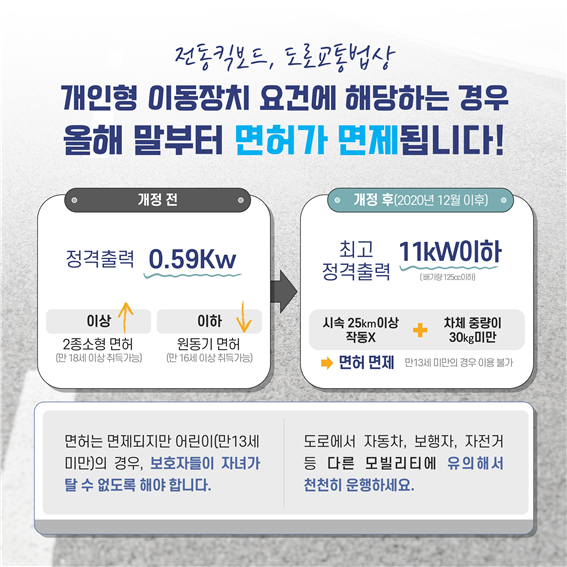 전동킥보드, 도로교통법상
개인형 이동장치 요건에 해당하는 경우
올해 말부터 면허가 면제됩니다!
개정 전
정격출력 0.59Kw
이상
2종소형 면허
(만 18세 이상 취득가능)
이하
원동기 면허
(만 16세 이상 취득가능)
개정 후(2020년 12월 이후)
최고
정격출력
11kW이하
(배기량 125cc이하)
시속 25km이상
작동X
+
차체 중량이
30kg미만
면허 면제 만13세 미만의 경우 이용 불가
면허는 면제되지만 어린이(만13세
미만)의 경우, 보호자들이 자녀가
탈 수 없도록 해야 합니다.
도로에서 자동차, 보행자, 자전거
등 다른 모빌리티에 유의해서
천천히 운행하세요.